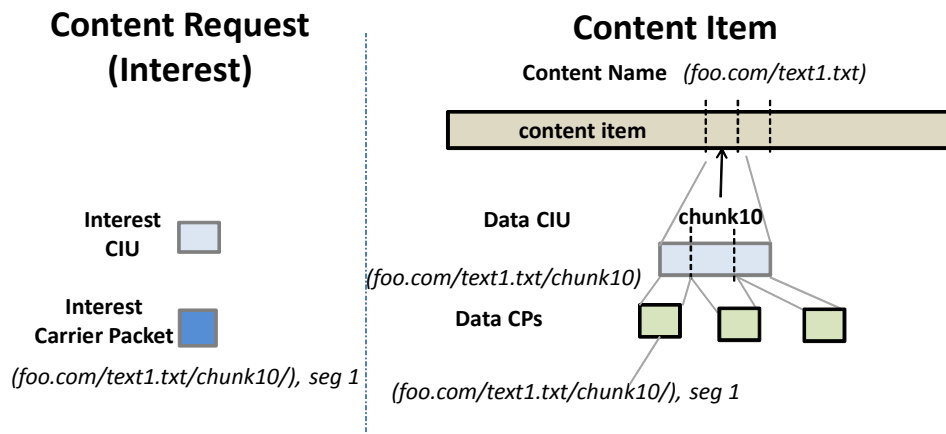 Content Request
(Interest)
Interest
CIU
Interest
Carrier Packet
(foo.com/text1.txt/chunk10/), seg 1
Content Item
Content Name (foo.com/text1.txt)
content item
Data CIU
chunk10
(foo.com/text1.txt/chunk10)
Data CPs
(foo.com/text1.txt/chunk10/), seg 1